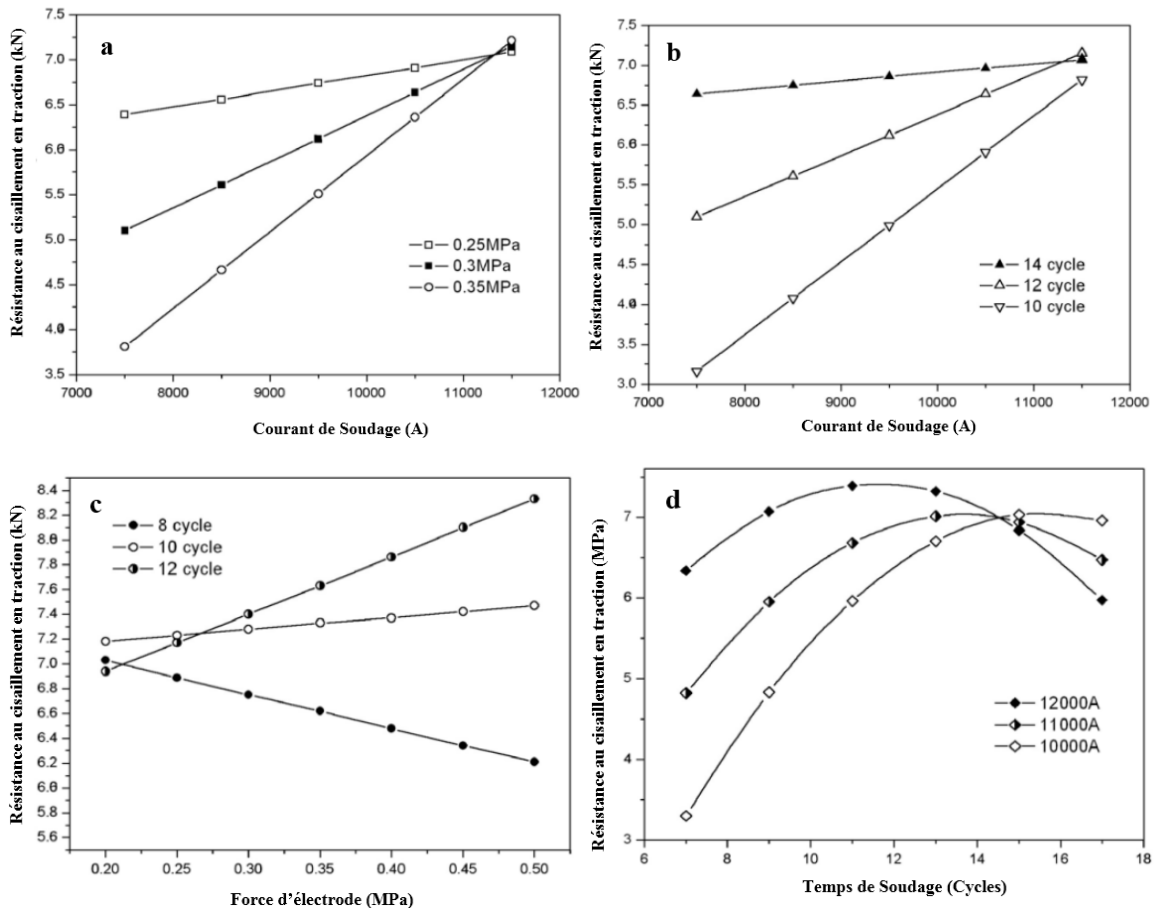 a
Résistance au cisaillement en traction (kN)
7.5
7.0
6.5
6.0
5.5
5.0
4.5
4.0
3.5
0.25MPa
0.3MPa
0.35MPa
7000 8000 9000 10000 11000 12000
Courant de Soudage (A)
b
Résistance au cisaillement en traction (kN)
7.5
7.0
6.5
6.0
5.5
5.0
4.5
4.0
3.5
3.0
14 cycle
12 cycle
10 cycle
7000 8000 9000 10000 11000 12000
Courant de Soudage (A)
c
Résistance au cisaillement en traction (kN)
8.4
8.2
8.0
7.8
7.6
7.4
7.2
7.0
6.8
6.6
6.4
6.2
6.0
5.8
5.6
8 cycle
10 cycle
12 cycle
0.20 0.25 0.30 0.35 0.40 0.45 0.50
Force d’électrode (MPa)
d
Résistance au cisaillement en traction (MPa)
7
6
5
4
3
12000A
11000A
10000A
6 8 10 12 14 16 18
Temps de Soudage (Cycles)